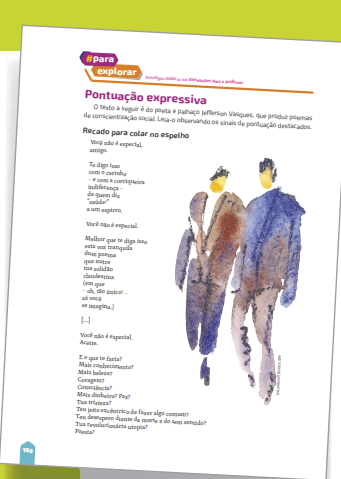 #para
explorar
Pontuação expressiva
O texto a seguir é do poeta e palhaço Jefferson Vasques, que produz poemas
de conscientização social. Leia-o observando os sinais de pontuação destacados.
Recado para colar no espelho
Você não é especial,
amigo.
Te digo isso
com o carinho
– e com a corriqueira
indiferença –
de quem diz
"saúde!"
a um espirro.
Você não é especial.
Melhor que te diga isso
esta voz tranquila
dum poema
que nutre
tua solidão
clandestina
(em que
– oh, tão único! –
só você
se imagina.)
[...]
Você não é especial.
Aceite.
E o que te faria?
Mais conhecimento?
Mais beleza?
Coragem?
Consciência?
Mais dinheiro? Paz?
Tua tristeza?
Teu jeito excêntrico de fazer algo comum?
Teu desespero diante da morte e do sem sentido?
Tua revolucionária utopia?
Poesia?